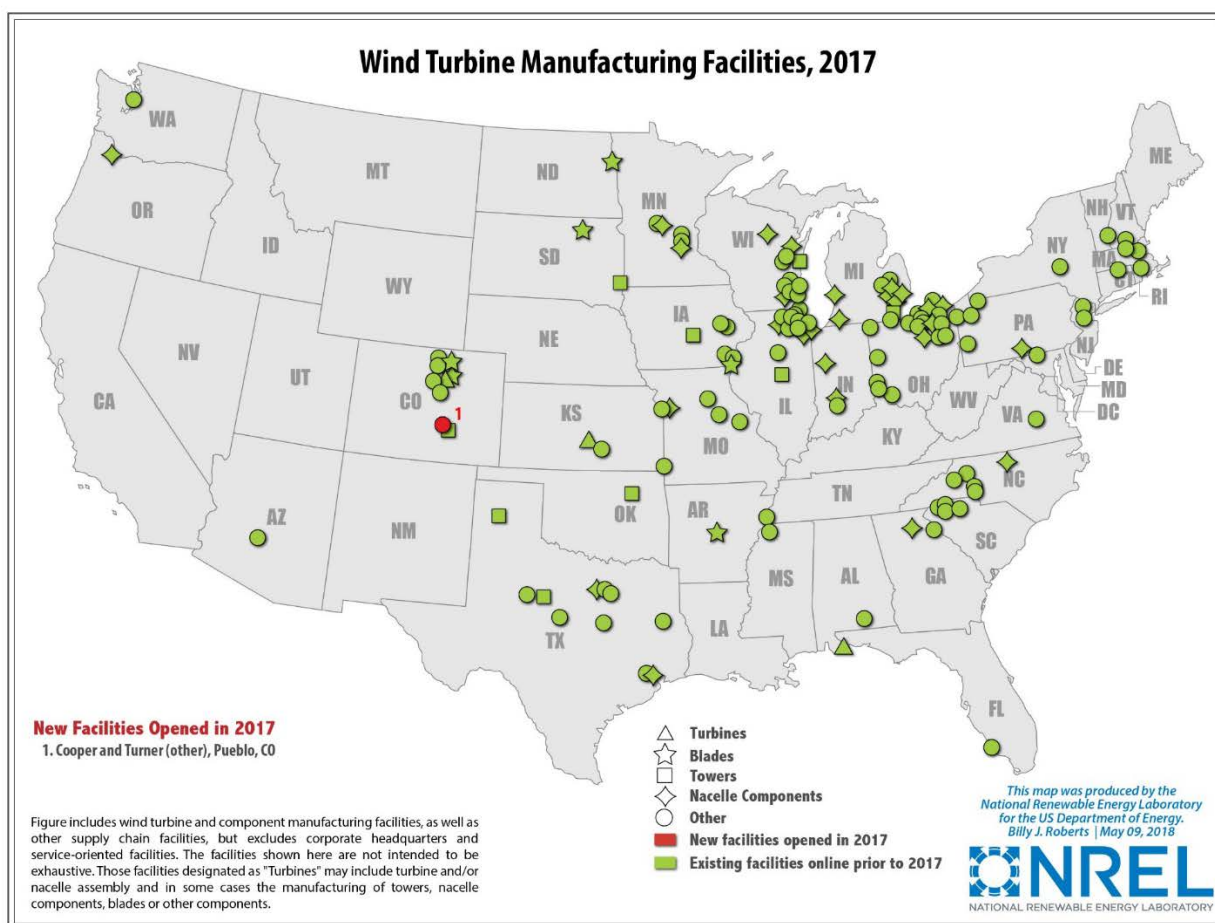 Wind Turbine Manufacturing Facilities, 2017
WA
MT
ND
MN
ME
OR
ID
WY
SD
WI
MI
NH
VT
NY
MA
CT
RI
NV
UT
CO
NE
IA
IL
IN
OH
PA
NJ
DE
MD
DC
CA
1
KS
MO
KY
WV
VA
AZ
NM
OK
AR
TN
NC
SC
TX
LA
MS
AL
GA
FL
New Facilities Opened in 2017
1. Cooper and Turner (other), Pueblo, CO
Figure includes wind turbine and component manufacturing facilities, as well as
other supply chain facilities, but excludes corporate headquarters and
service-oriented facilities. The facilities shown here are not intended to be
exhaustive. Those facilities designated as "Turbines" may include turbine and/or
nacelle assembly and in some cases the manufacturing of towers, nacelle
components, blades or other components.
Turbines
Blades
Towers
Nacelle Components
Other
New facilities opened in 2017
Existing facilities online prior to 2017
This map was produced by the
National Renewable Energy Laboratory
for the US Department of Energy.
Billy J. Roberts | May 09, 2018
NREL
NATIONAL RENEWABLE ENERGY LABORATORY